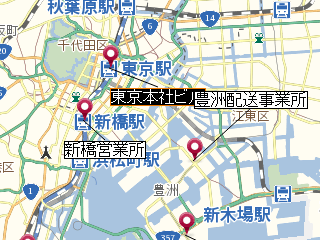 秋葉原駅
14
千代田区
東京駅
東京本社ビル
豊洲配送事業所
江東区
新橋駅
新橋営業所
浜松町駅
豊洲
1
新木場駅
357